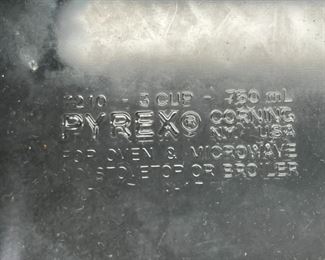 7210 - 3 CUP - 750 mL
PYREX® CORNING
NY, USA
FOR OVEN & MICROWAVE
NO STOVETOP OR BROILER